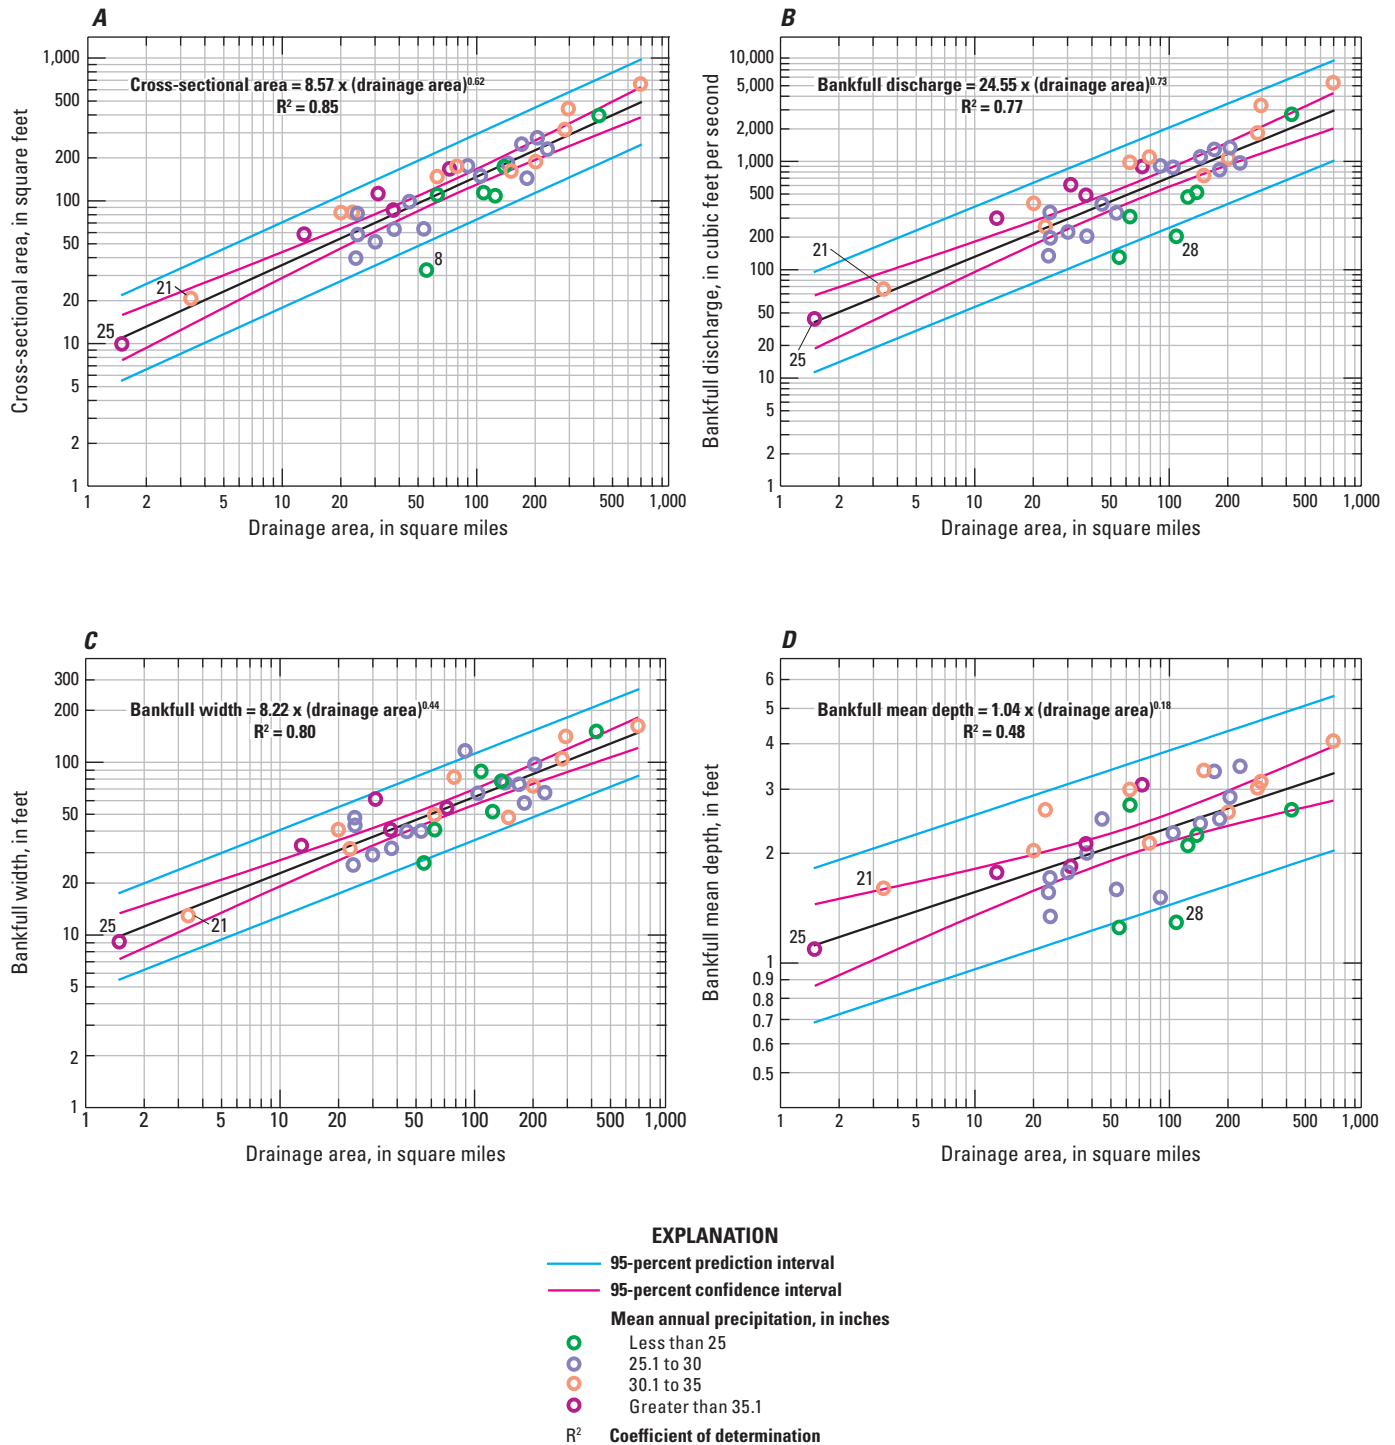 A
1,000
500
200
100
50
20
10
5
2
1
Cross-sectional area, in square feet
Cross-sectional area = 8.57 x (drainage area)^0.62
R² = 0.85
21
25
8
1 2 5 10 20 50 100 200 500 1,000
Drainage area, in square miles
B
10,000
5,000
2,000
1,000
500
200
100
50
20
10
5
2
1
Bankfull discharge, in cubic feet per second
Bankfull discharge = 24.55 x (drainage area)^0.73
R² = 0.77
21
25
28
1 2 5 10 20 50 100 200 500 1,000
Drainage area, in square miles
C
300
200
100
50
20
10
5
2
1
Bankfull width, in feet
Bankfull width = 8.22 x (drainage area)^0.44
R² = 0.80
25
21
1 2 5 10 20 50 100 200 500 1,000
Drainage area, in square miles
D
6
5
4
3
2
1
0.9
0.8
0.7
0.6
0.5
Bankfull mean depth, in feet
Bankfull mean depth = 1.04 x (drainage area)^0.18
R² = 0.48
21
25
28
1 2 5 10 20 50 100 200 500 1,000
Drainage area, in square miles
EXPLANATION
95-percent prediction interval
95-percent confidence interval
Mean annual precipitation, in inches
Less than 25
25.1 to 30
30.1 to 35
Greater than 35.1
R² Coefficient of determination